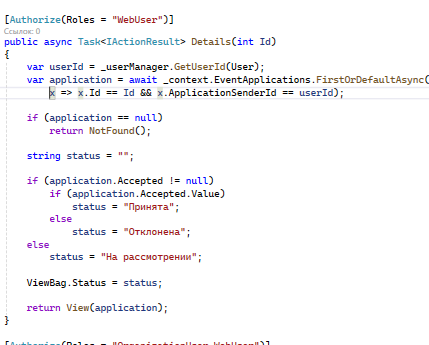 [Authorize(Roles = "WebUser")]
Ссылок: 0
public async Task<IActionResult> Details(int Id)
{
var userId = _userManager.GetUserId(User);
var application = await _context.EventApplications.FirstOrDefaultAsync(
x => x.Id == Id && x.ApplicationSenderId == userId);
if (application == null)
return NotFound();
string status = "";
if (application.Accepted != null)
if (application.Accepted.Value)
status = "Принята";
else
status = "Отклонена";
else
status = "На рассмотрении";
ViewBag.Status = status;
return View(application);
}
[Authorize(Roles = "OrganizationUser,WebUser")]